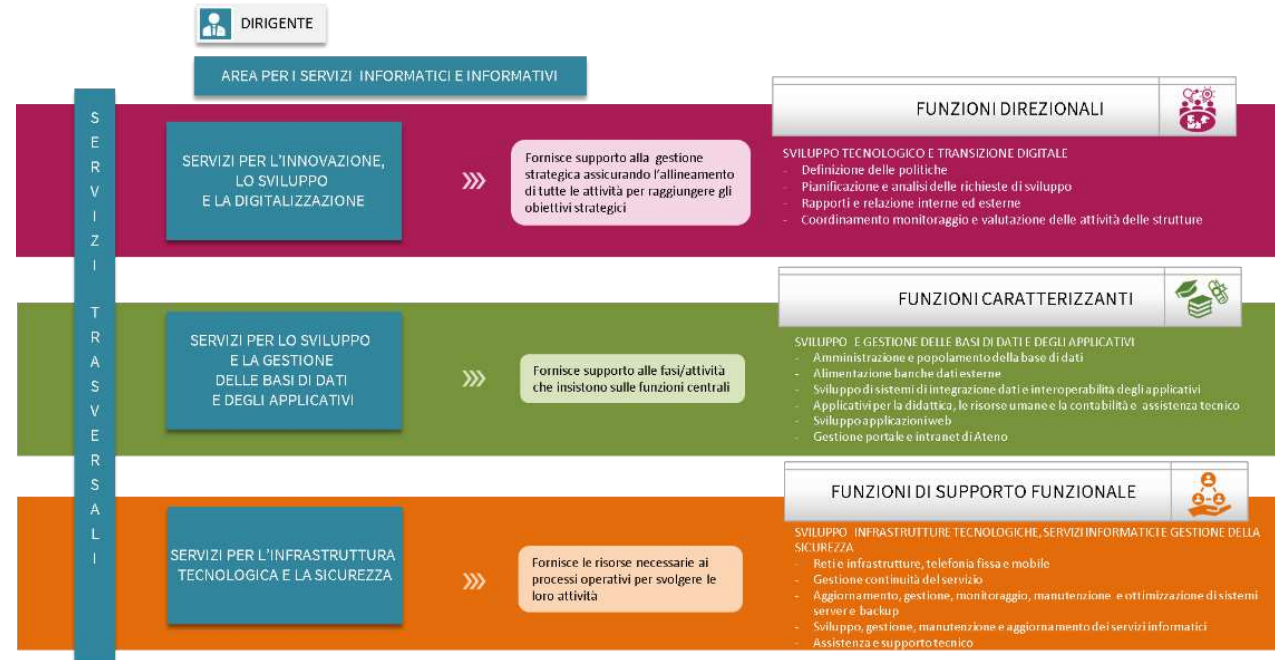 DIRIGENTE
AREA PER I SERVIZI INFORMATICI E INFORMATIVI
SERVIZI TRASVERSALI
SERVIZI PER L'INNOVAZIONE,
LO SVILUPPO
E LA DIGITALIZZAZIONE
Fornisce supporto alla gestione
strategica assicurando l'allineamento
di tutte le attività per raggiungere gli
obiettivi strategici
FUNZIONI DIREZIONALI
SVILUPPO TECNOLOGICO E TRANSIZIONE DIGITALE
- Definizione delle politiche
- Pianificazione e analisi delle richieste di sviluppo
- Rapporti e relazione interne ed esterne
- Coordinamento monitoraggio e valutazione delle attività delle strutture
SERVIZI PER LO SVILUPPO
E LA GESTIONE
DELLE BASI DI DATI
E DEGLI APPLICATIVI
Fornisce supporto alle fasi/attività
che insistono sulle funzioni centrali
FUNZIONI CARATTERIZZANTI
SVILUPPO E GESTIONE DELLE BASI DI DATI E DEGLI APPLICATIVI
- Amministrazione e popolamento della base di dati
- Alimentazione banche dati esterne
- Sviluppo di sistemi di integrazione dati e interoperabilità degli applicativi
- Applicativi per la didattica, le risorse umane e la contabilità e assistenza tecnico
- Sviluppo applicazioni web
- Gestione portale e intranet di Ateno
SERVIZI PER L'INFRASTRUTTURA
TECNOLOGICA E LA SICUREZZA
Fornisce le risorse necessarie ai
processi operativi per svolgere le
loro attività
FUNZIONI DI SUPPORTO FUNZIONALE
SVILUPPO INFRASTRUTTURE TECNOLOGICHE, SERVIZI INFORMATICI E GESTIONE DELLA
SICUREZZA
- Reti e infrastrutture, telefonia fissa e mobile
- Gestione continuità del servizio
- Aggiornamento, gestione, monitoraggio, manutenzione e ottimizzazione di sistemi
server e backup
- Sviluppo, gestione, manutenzione e aggiornamento dei servizi informatici
- Assistenza e supporto tecnico